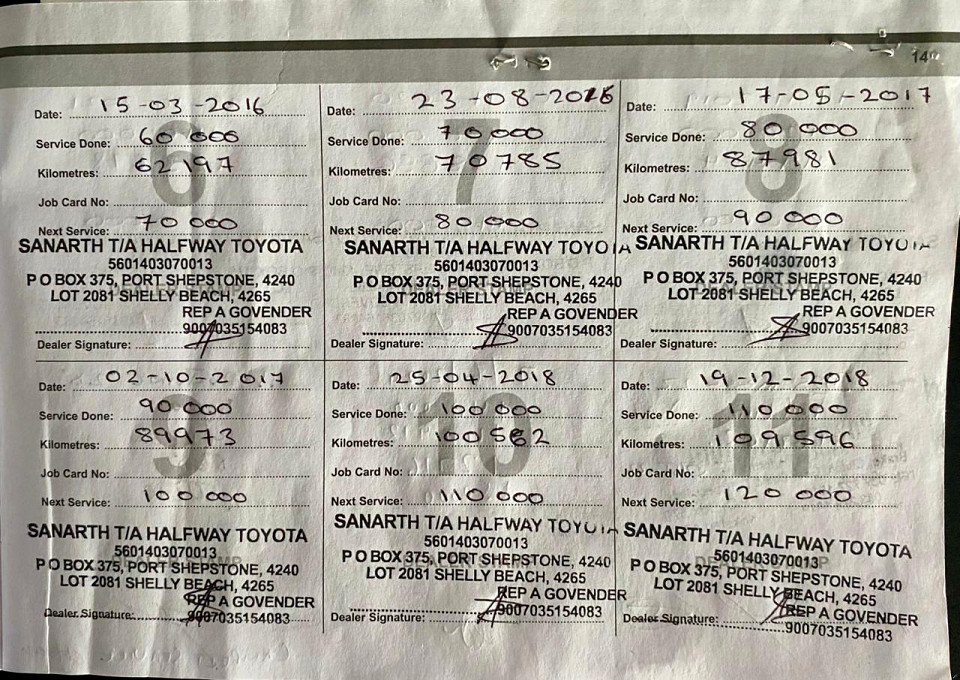 14
Date: 15-03-2016
Service Done: 60 000
Kilometres: 62197
Job Card No:
Next Service: 70 000
SANARTH T/A HALFWAY TOYOTA
5601403070013
P O BOX 375, PORT SHEPSTONE, 4240
LOT 2081 SHELLY BEACH, 4265
REP A GOVENDER
9007035154083
Dealer Signature:
6
Date: 23-08-2016
Service Done: 70000
Kilometres: 70785
Job Card No:
Next Service: 80 000
SANARTH T/A HALFWAY TOYOTA
5601403070013
P O BOX 375, PORT SHEPSTONE, 4240
LOT 2081 SHELLY BEACH, 4265
REP A GOVENDER
9007035154083
Dealer Signature:
7
Date: 17-05-2017
Service Done: 80 000
Kilometres: 87981
Job Card No:
Next Service: 90 000
SANARTH T/A HALFWAY TOYOTA
5601403070013
P O BOX 375, PORT SHEPSTONE, 4240
LOT 2081 SHELLY BEACH, 4265
REP A GOVENDER
9007035154083
Dealer Signature:
8
Date: 02-10-2017
Service Done: 90 000
Kilometres: 89973
Job Card No:
Next Service: 100 000
SANARTH T/A HALFWAY TOYOTA
5601403070013
P O BOX 375, PORT SHEPSTONE, 4240
LOT 2081 SHELLY BEACH, 4265
REP A GOVENDER
9007035154083
Dealer Signature:
9
Date: 25-04-2018
Service Done: 100 000
Kilometres: 100562
Job Card No:
Next Service: 110 000
SANARTH T/A HALFWAY TOYOTA
5601403070013
P O BOX 375, PORT SHEPSTONE, 4240
LOT 2081 SHELLY BEACH, 4265
REP A GOVENDER
9007035154083
Dealer Signature:
10
Date: 19-12-2018
Service Done: 110 000
Kilometres: 109596
Job Card No:
Next Service: 120 000
SANARTH T/A HALFWAY TOYOTA
5601403070013
P O BOX 375, PORT SHEPSTONE, 4240
LOT 2081 SHELLY BEACH, 4265
REP A GOVENDER
9007035154083
Dealer Signature:
11